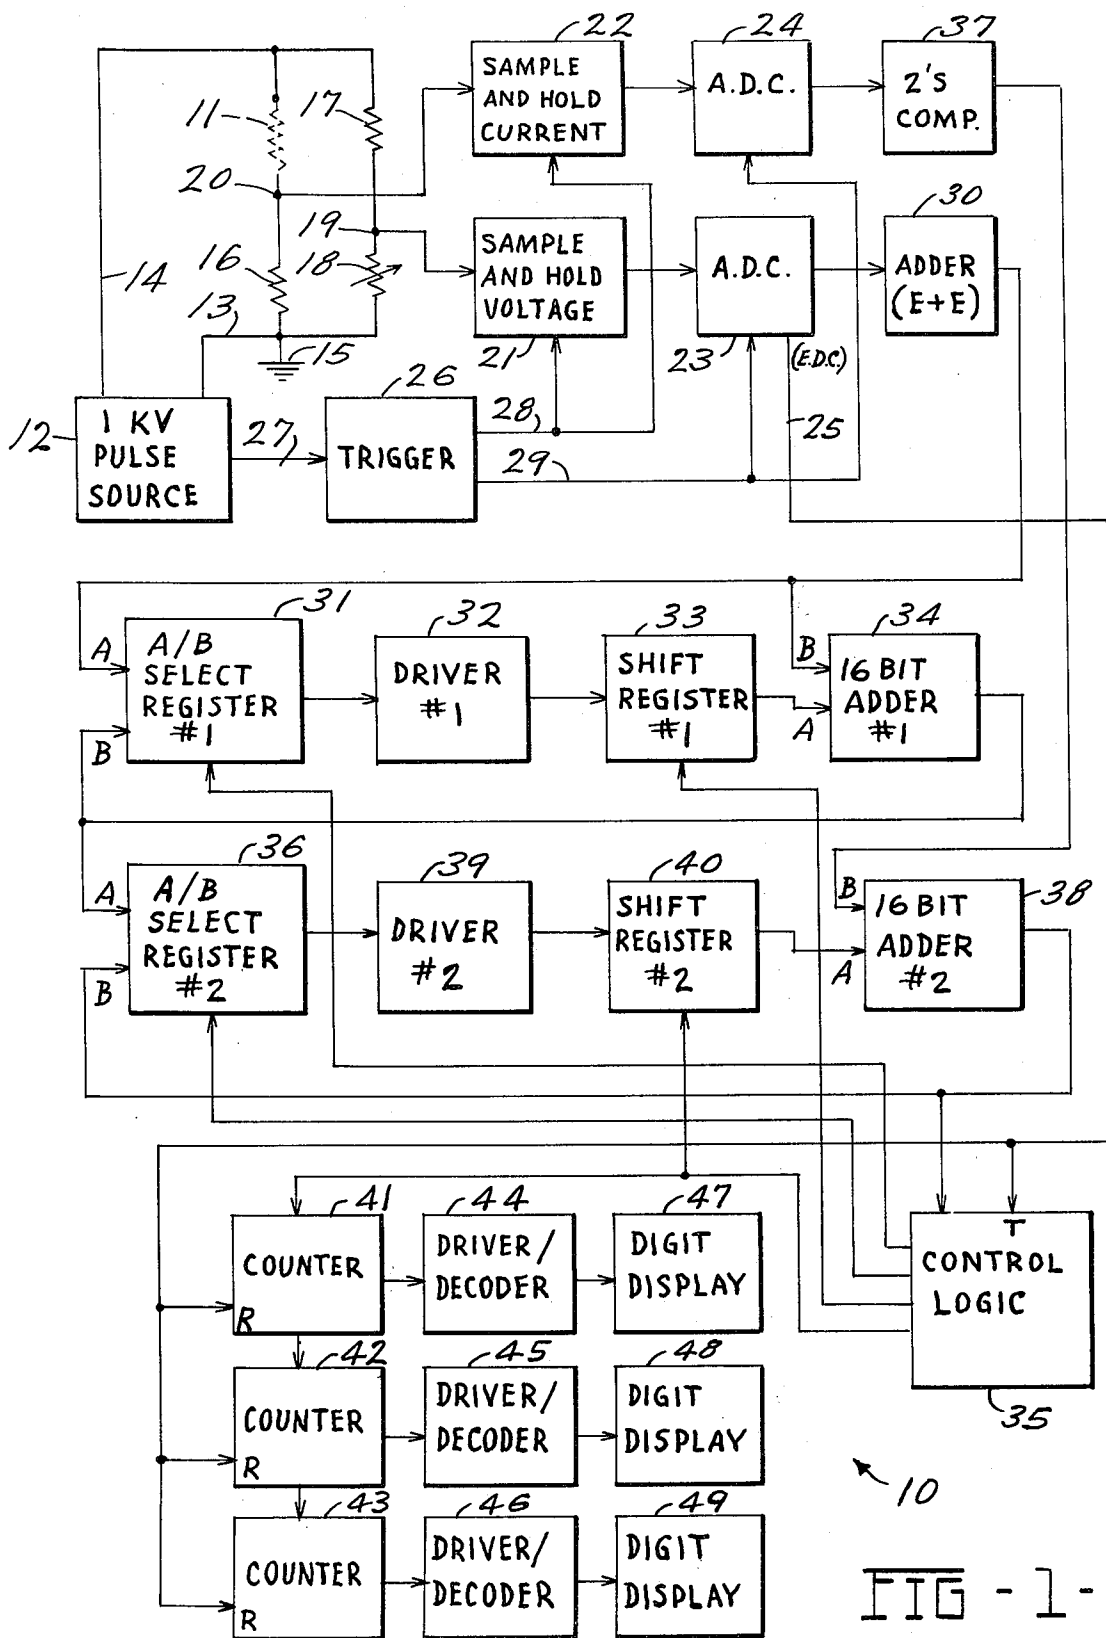 22
24
37
SAMPLE
AND HOLD
CURRENT
A.D.C.
2'S
COMP.
11
17
20
30
19
SAMPLE
AND HOLD
VOLTAGE
A.D.C.
ADDER
(E+E)
16
18
14
13
15
21
23
(E.D.C.)
26
28
25
12
1 KV
PULSE
SOURCE
27
TRIGGER
29
31
32
33
34
A
A/B
SELECT
REGISTER
#1
B
DRIVER
#1
SHIFT
REGISTER
#1
B
A
16 BIT
ADDER
#1
36
39
40
38
A
A/B
SELECT
REGISTER
#2
B
DRIVER
#2
SHIFT
REGISTER
#2
B
A
16 BIT
ADDER
#2
41
44
47
COUNTER
R
DRIVER/
DECODER
DIGIT
DISPLAY
T
CONTROL
LOGIC
35
42
45
48
COUNTER
R
DRIVER/
DECODER
DIGIT
DISPLAY
43
46
49
COUNTER
R
DRIVER/
DECODER
DIGIT
DISPLAY
10
FIG - 1 -